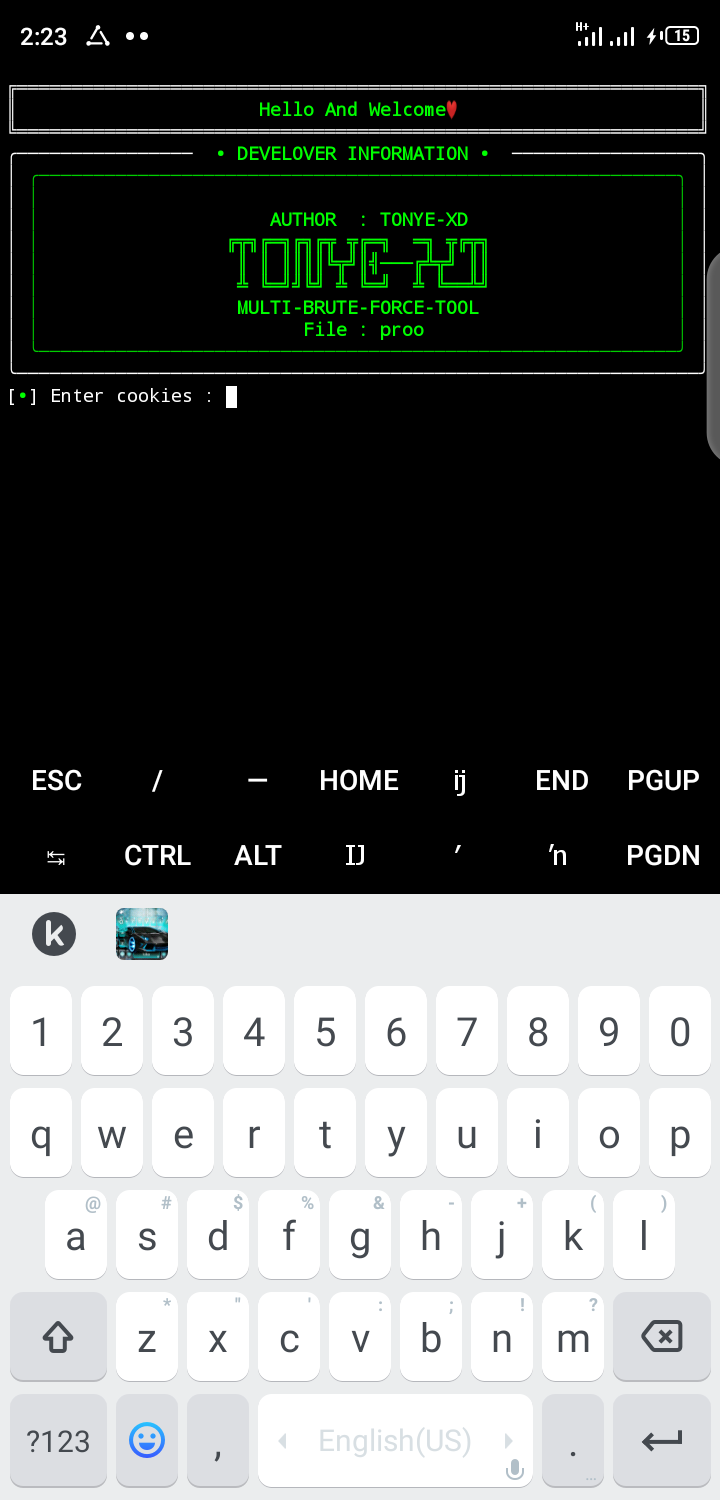 2:23
H+
15
Hello And Welcome
• DEVELOVER INFORMATION •
AUTHOR : TONYE-XD
TONYE-XD
MULTI-BRUTE-FORCE-TOOL
File : proo
[•] Enter cookies :
ESC / — HOME ĳ END PGUP
↹ CTRL ALT Ĳ ′ ŉ PGDN
k
1 2 3 4 5 6 7 8 9 0
q w e r t y u i o p
@ # $ % & - + ( )
a s d f g h j k l
* " ' : ; ! ?
z x c v b n m
?123 , English(US) . ...